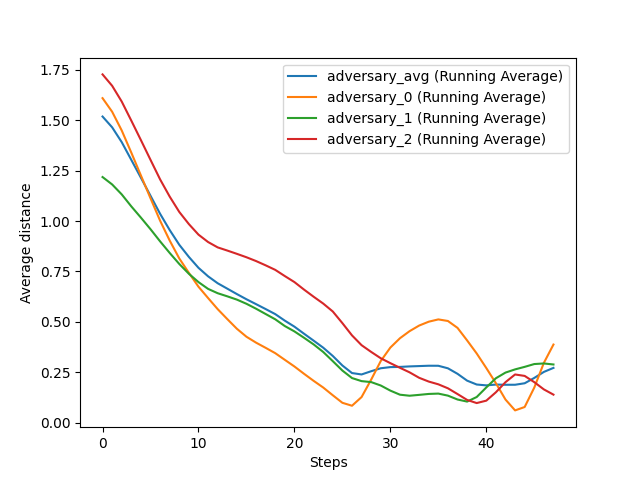 adversary_avg (Running Average)
adversary_0 (Running Average)
adversary_1 (Running Average)
adversary_2 (Running Average)
Average distance
1.75
1.50
1.25
1.00
0.75
0.50
0.25
0.00
0
10
20
30
40
Steps